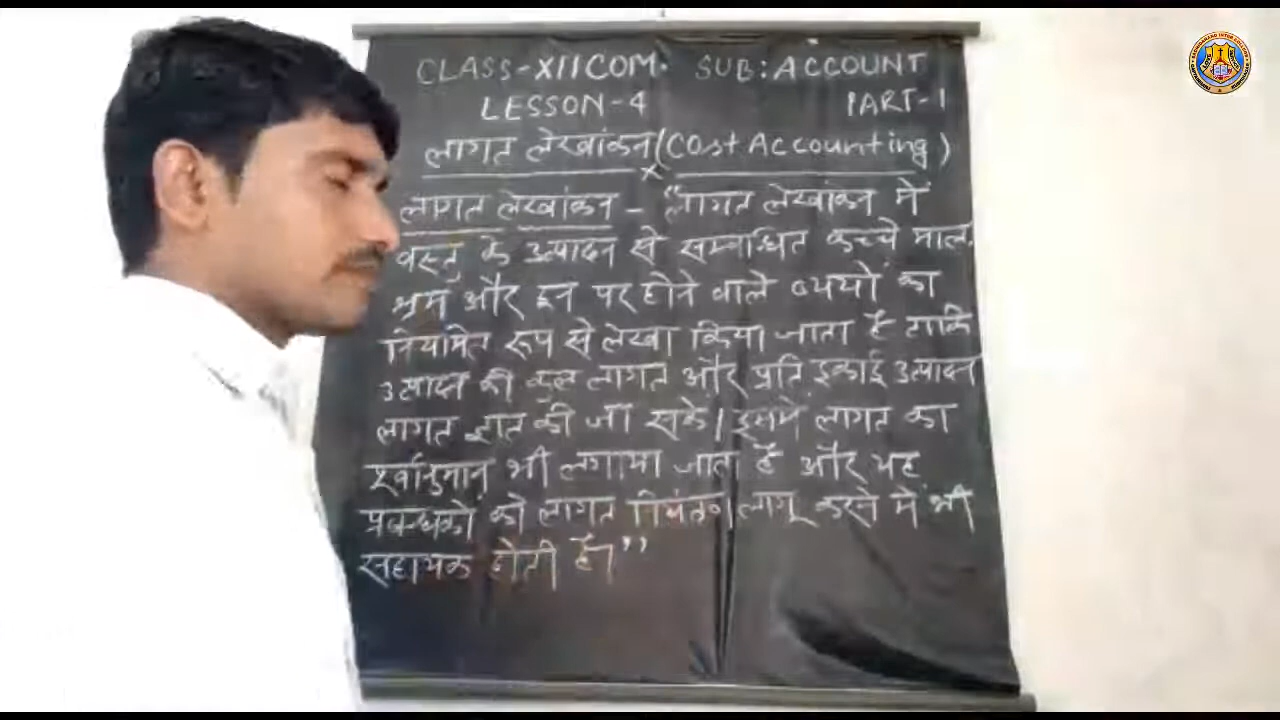 CLASS-XII COM. SUB: ACCOUNT
LESSON-4 PART-1
लागत लेखांकन (Cost Accounting)
लागत लेखांकन – "लागत लेखांकन में
वस्तु के उत्पादन से सम्बन्धित कच्चे माल,
श्रम और इन पर होने वाले व्ययों का
नियमित रूप से लेखा किया जाता है ताकि
उत्पादन की कुल लागत और प्रति इकाई उत्पादन
लागत ज्ञात की जा सके। इसमें लागत का
पूर्वानुमान भी लगाया जाता है और यह
प्रबन्धकों को लागत नियंत्रण लागू करने में भी
सहायक होती है।"